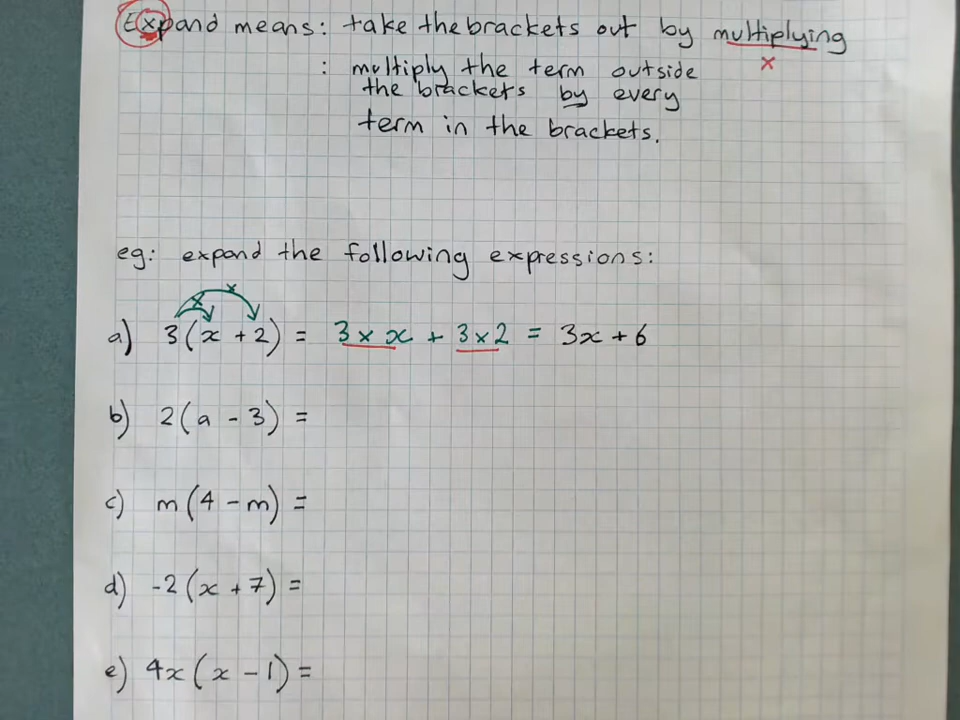 Expand means: take the brackets out by multiplying
x
: multiply the term outside
the brackets by every
term in the brackets.
eg: expand the following expressions:
x x
a) 3(x + 2) = 3 × x + 3 × 2 = 3x + 6
b) 2(a - 3) =
c) m(4 - m) =
d) -2(x + 7) =
e) 4x(x - 1) =